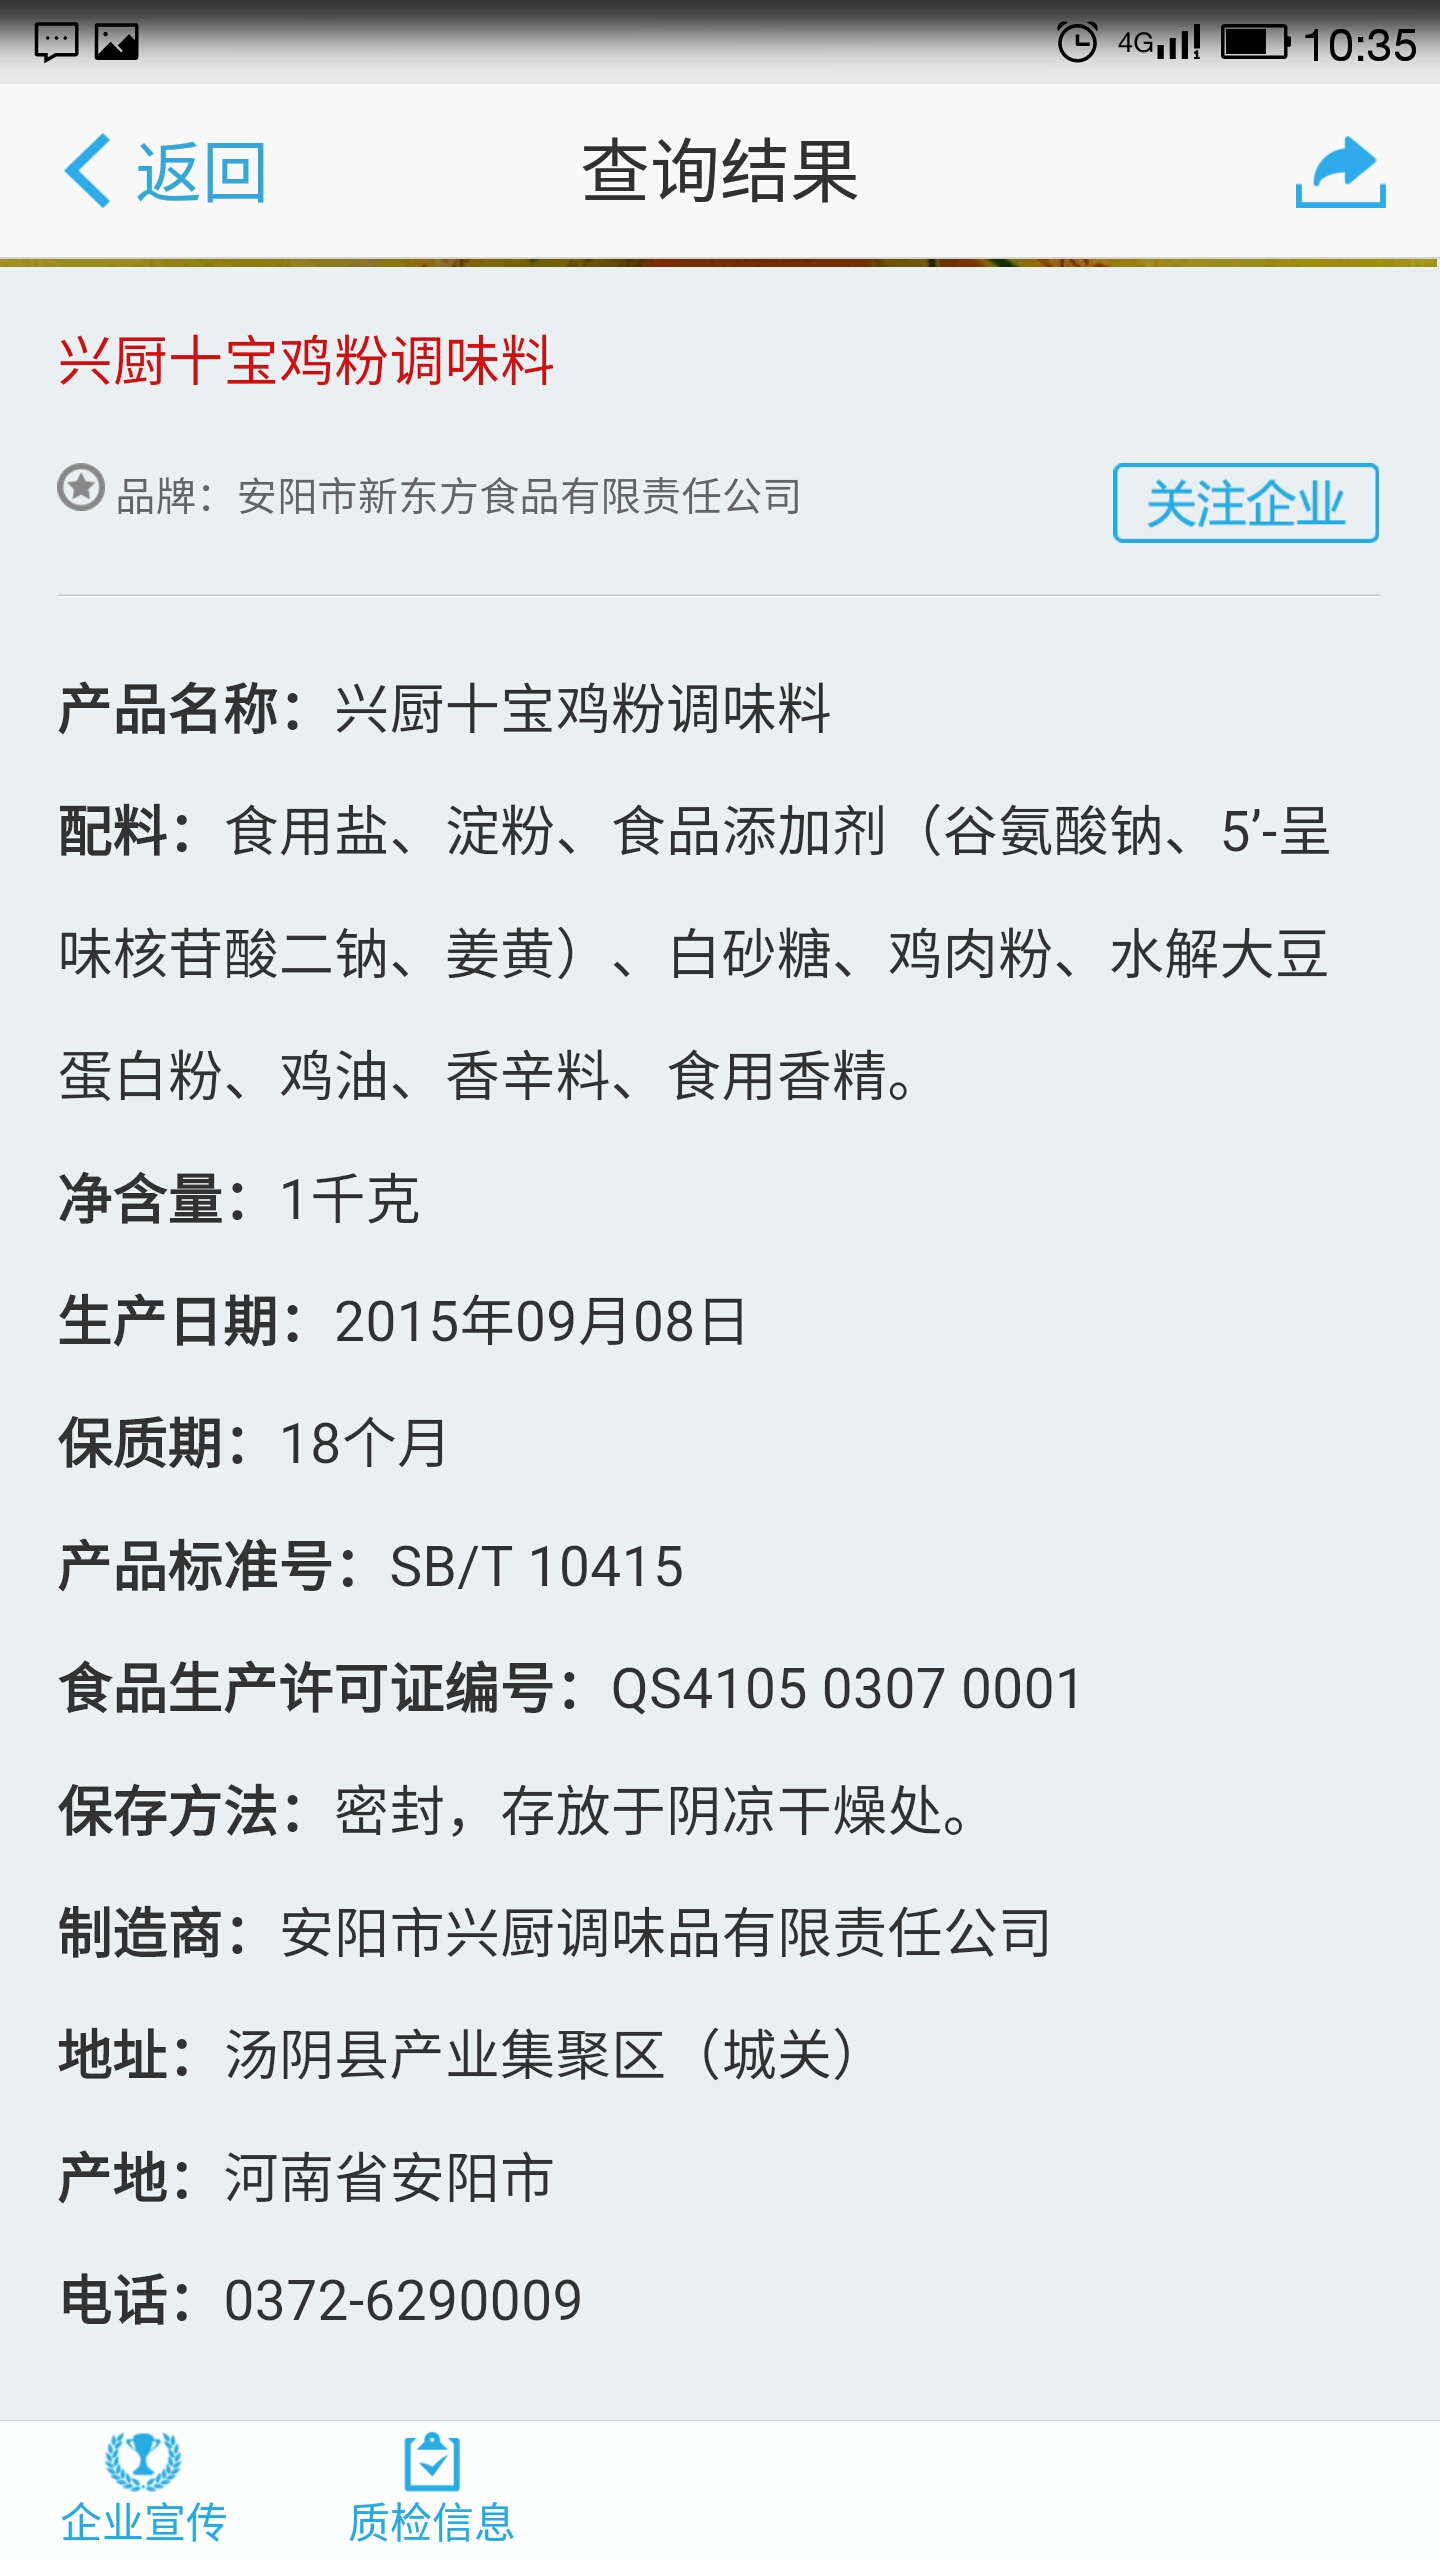 4G 10:35
返回 查询结果
兴厨十宝鸡粉调味料
品牌：安阳市新东方食品有限责任公司 关注企业
产品名称：兴厨十宝鸡粉调味料
配料：食用盐、淀粉、食品添加剂（谷氨酸钠、5’-呈
味核苷酸二钠、姜黄）、白砂糖、鸡肉粉、水解大豆
蛋白粉、鸡油、香辛料、食用香精。
净含量：1千克
生产日期：2015年09月08日
保质期：18个月
产品标准号：SB/T 10415
食品生产许可证编号：QS4105 0307 0001
保存方法：密封，存放于阴凉干燥处。
制造商：安阳市兴厨调味品有限责任公司
地址：汤阴县产业集聚区（城关）
产地：河南省安阳市
电话：0372-6290009
企业宣传 质检信息